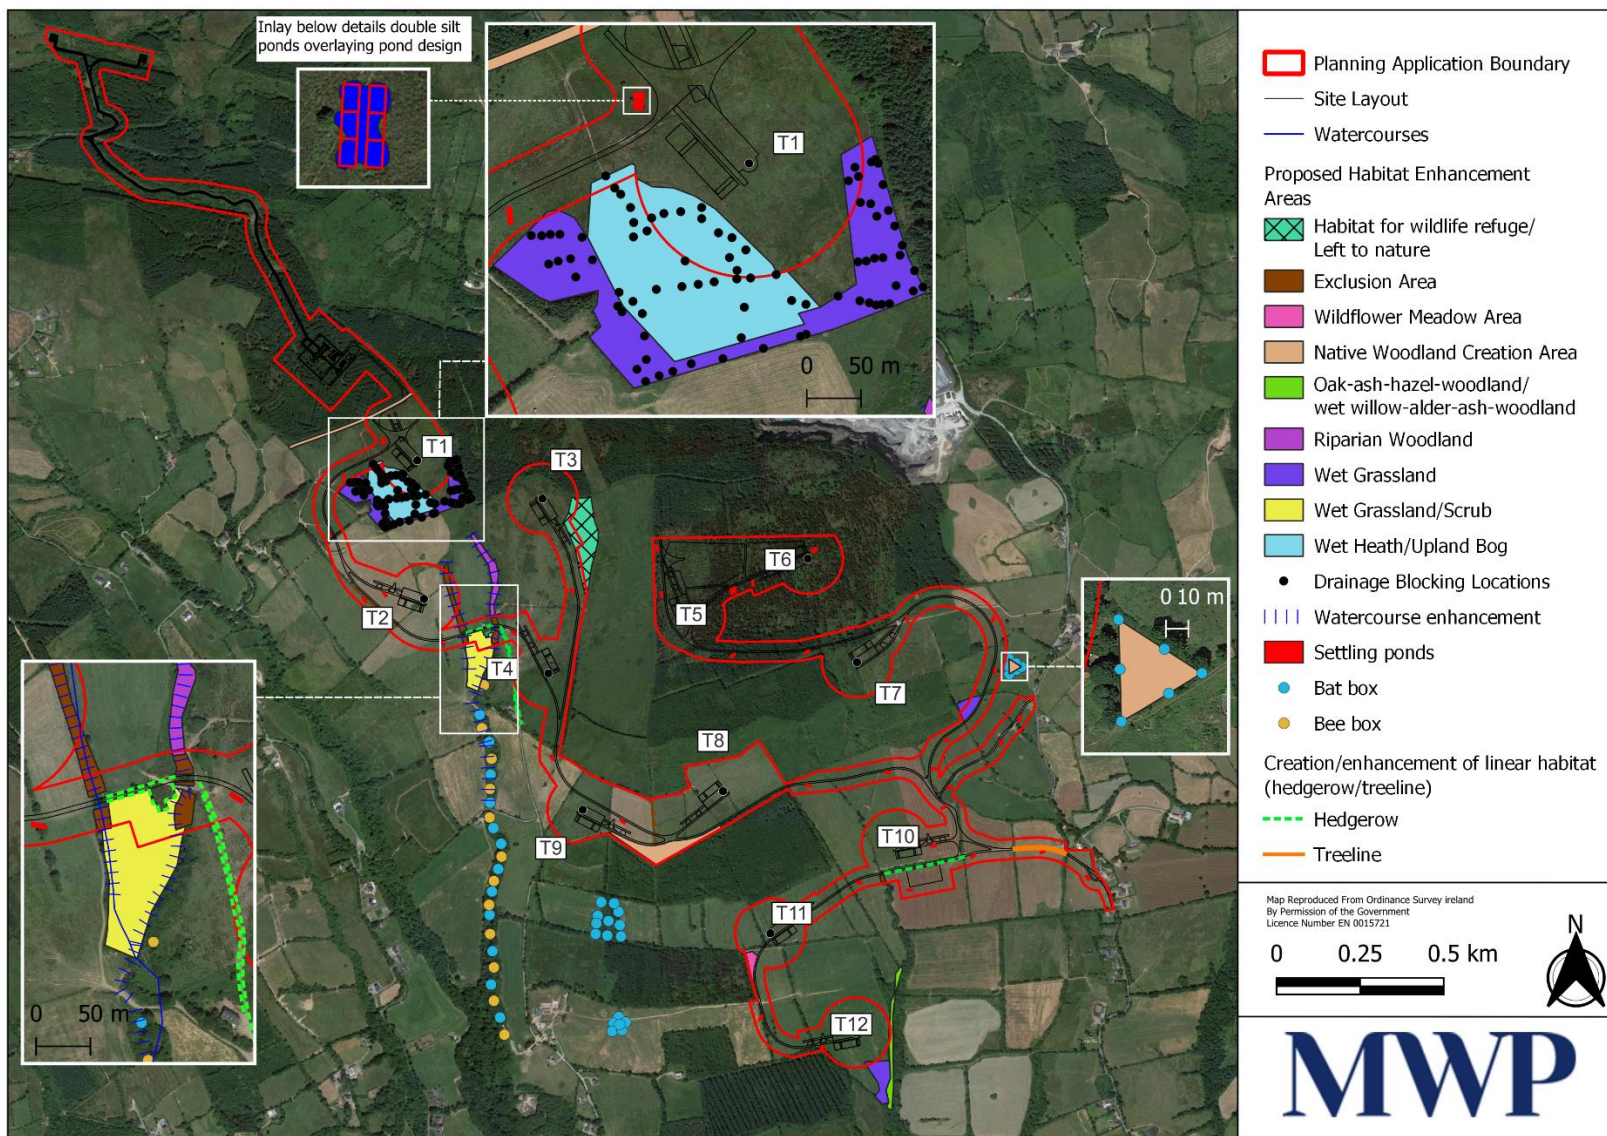 Inlay below details double silt
ponds overlaying pond design
T1
0 50 m
T1
T3
T6
T5
T2
T4
T7
0 10 m
T8
T9
T10
T11
T12
0 50 m
Planning Application Boundary
Site Layout
Watercourses
Proposed Habitat Enhancement
Areas
Habitat for wildlife refuge/
Left to nature
Exclusion Area
Wildflower Meadow Area
Native Woodland Creation Area
Oak-ash-hazel-woodland/
wet willow-alder-ash-woodland
Riparian Woodland
Wet Grassland
Wet Grassland/Scrub
Wet Heath/Upland Bog
Drainage Blocking Locations
Watercourse enhancement
Settling ponds
Bat box
Bee box
Creation/enhancement of linear habitat
(hedgerow/treeline)
Hedgerow
Treeline
Map Reproduced From Ordinance Survey ireland
By Permission of the Government
Licence Number EN 0015721
0 0.25 0.5 km
N
MWP